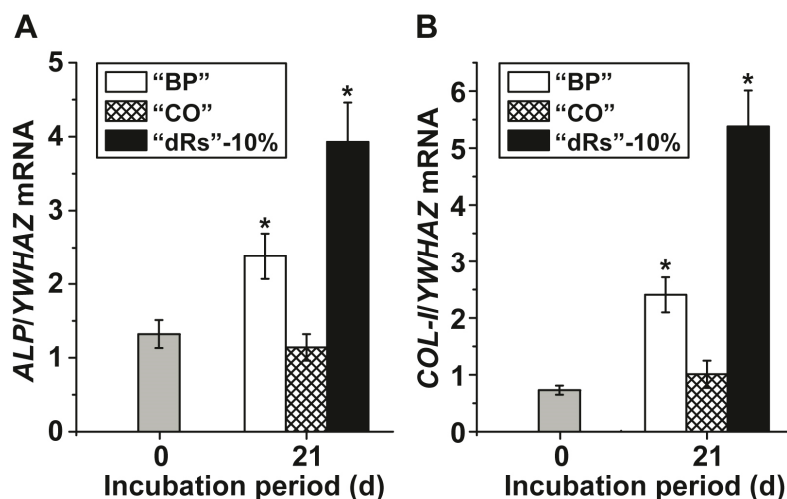 A
ALP/YWHAZ mRNA
5
4
3
2
1
0
"BP"
"CO"
"dRs"-10%
*
*
0
21
Incubation period (d)
B
COL-I/YWHAZ mRNA
6
5
4
3
2
1
0
"BP"
"CO"
"dRs"-10%
*
*
0
21
Incubation period (d)